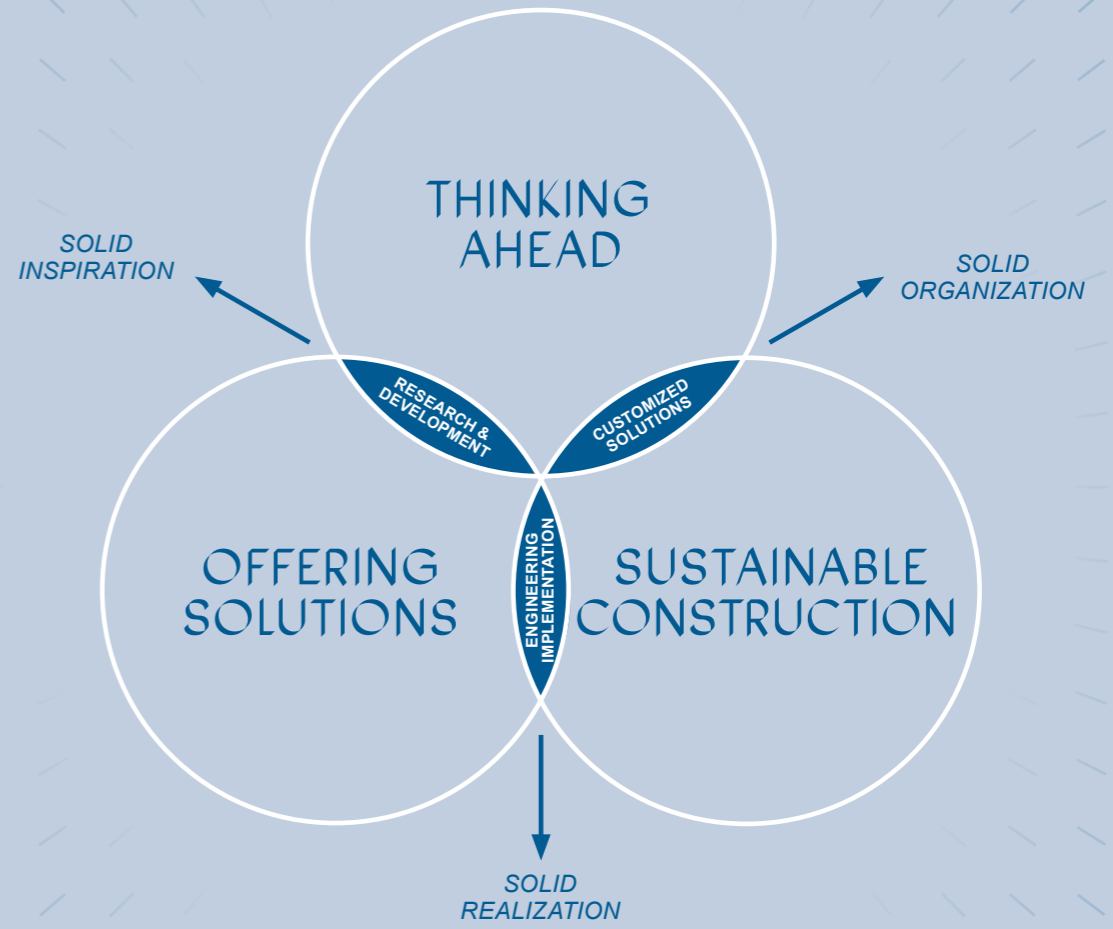 THINKING
AHEAD
SOLID
INSPIRATION
SOLID
ORGANIZATION
RESEARCH &
DEVELOPMENT
CUSTOMIZED
SOLUTIONS
OFFERING
SOLUTIONS
ENGINEERING
IMPLEMENTATION
SUSTAINABLE
CONSTRUCTION
SOLID
REALIZATION